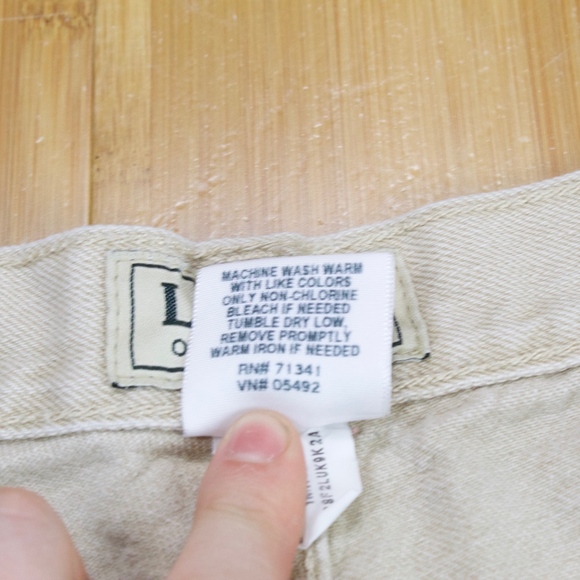 MACHINE WASH WARM
WITH LIKE COLORS
ONLY NON-CHLORINE
BLEACH IF NEEDED
TUMBLE DRY LOW,
REMOVE PROMPTLY
WARM IRON IF NEEDED
RN# 71341
VN# 05492
L
O